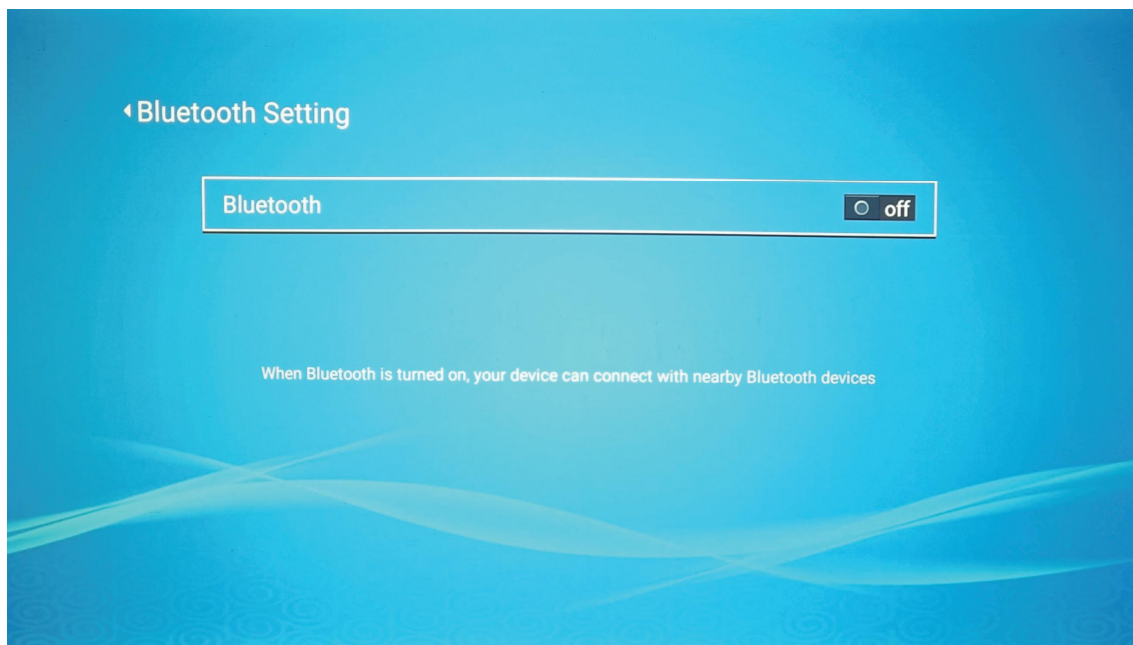 Bluetooth Setting
Bluetooth
off
When Bluetooth is turned on, your device can connect with nearby Bluetooth devices